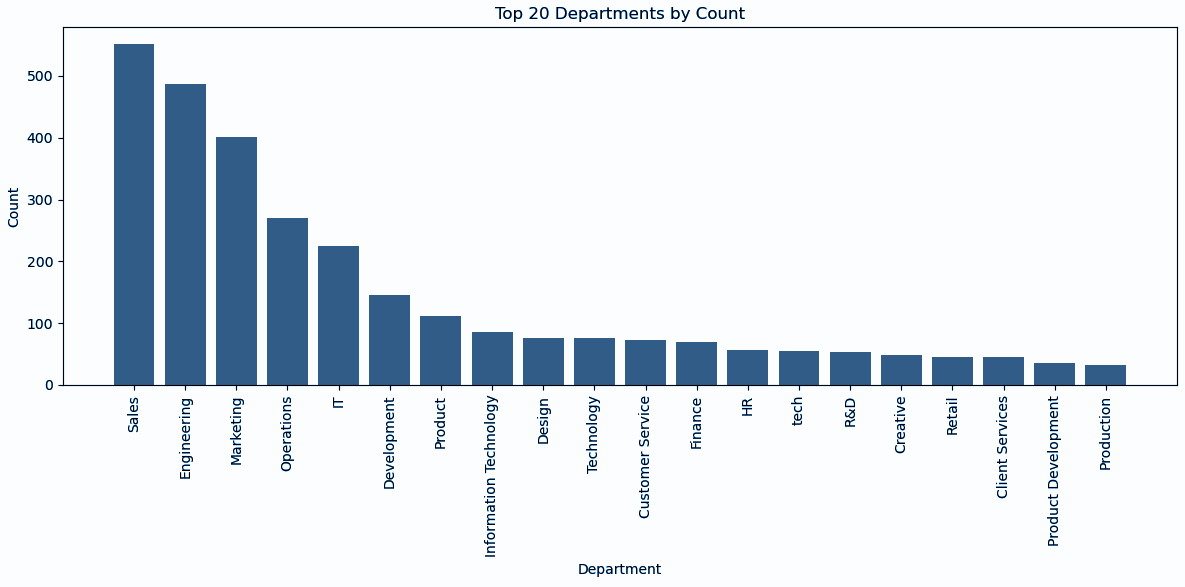 Top 20 Departments by Count
Count
500
400
300
200
100
0
Sales
Engineering
Marketing
Operations
IT
Development
Product
Information Technology
Design
Technology
Customer Service
Finance
HR
tech
R&D
Creative
Retail
Client Services
Product Development
Production
Department